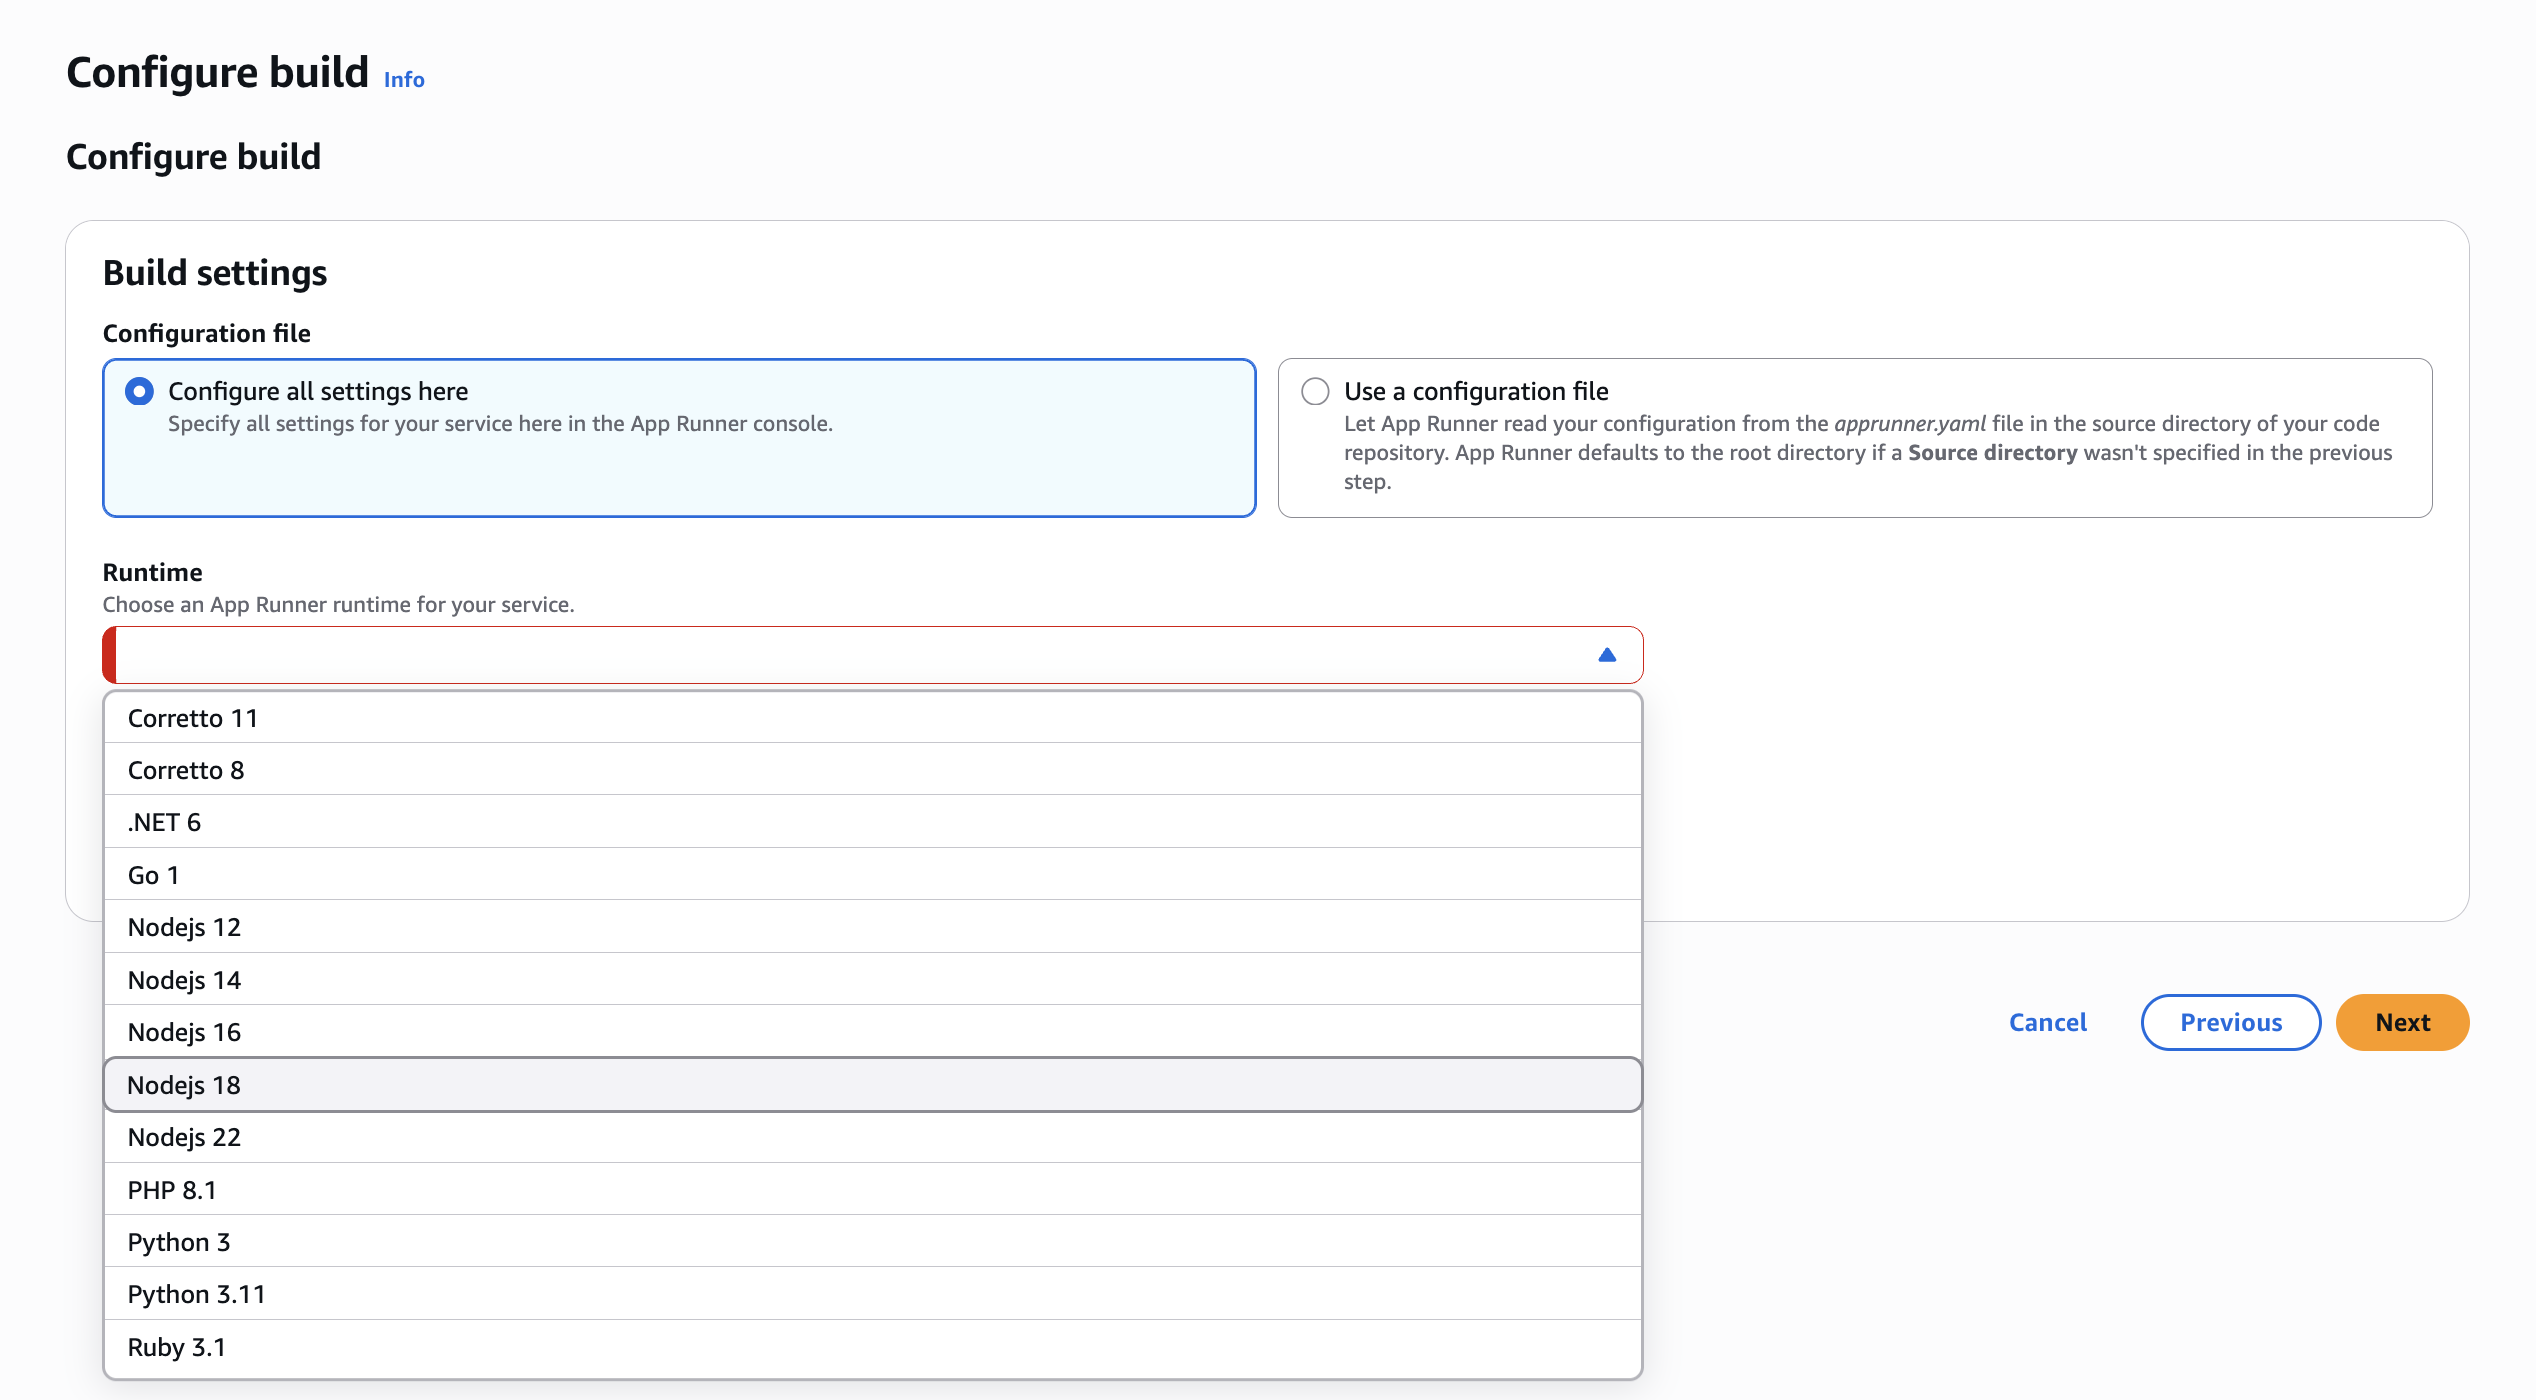 Configure build Info
Configure build
Build settings
Configuration file
Configure all settings here
Specify all settings for your service here in the App Runner console.
Use a configuration file
Let App Runner read your configuration from the apprunner.yaml file in the source directory of your code
repository. App Runner defaults to the root directory if a Source directory wasn't specified in the previous
step.
Runtime
Choose an App Runner runtime for your service.
Corretto 11
Corretto 8
.NET 6
Go 1
Nodejs 12
Nodejs 14
Nodejs 16
Nodejs 18
Nodejs 22
PHP 8.1
Python 3
Python 3.11
Ruby 3.1
Cancel Previous Next